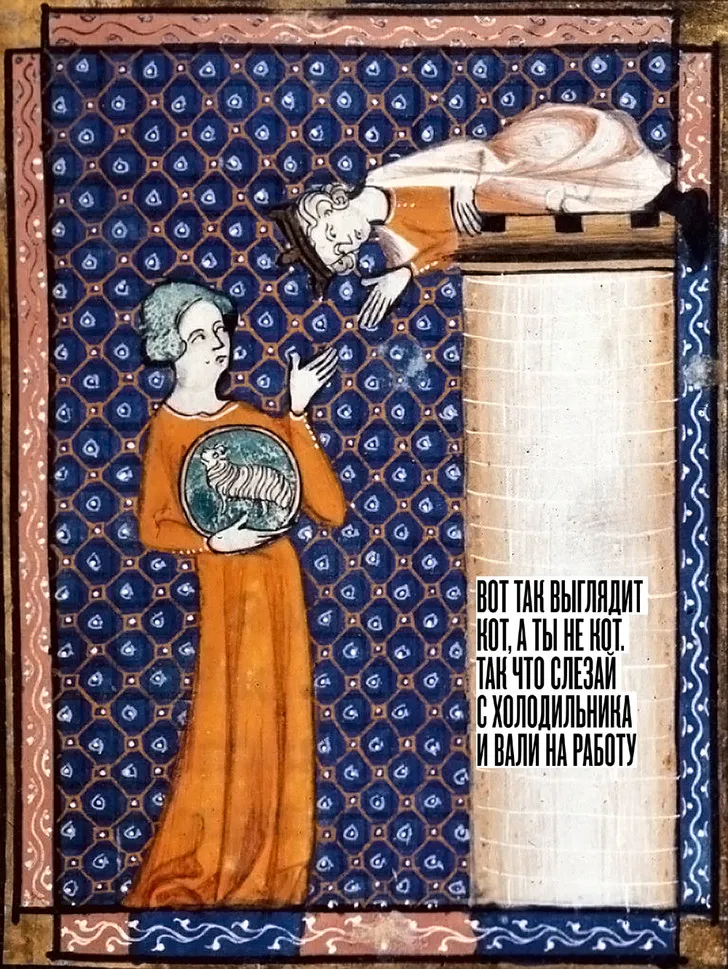 ВОТ ТАК ВЫГЛЯДИТ
КОТ, А ТЫ НЕ КОТ.
ТАК ЧТО СЛЕЗАЙ
С ХОЛОДИЛЬНИКА
И ВАЛИ НА РАБОТУ